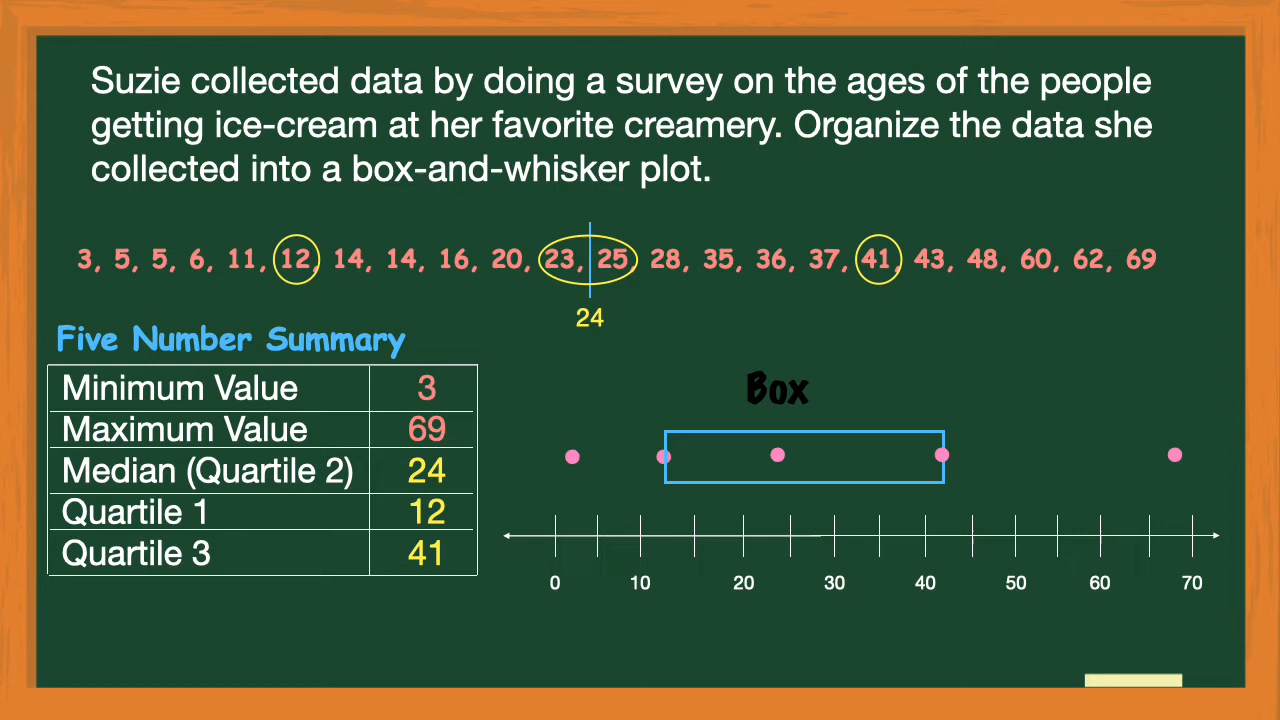 Suzie collected data by doing a survey on the ages of the people
getting ice-cream at her favorite creamery. Organize the data she
collected into a box-and-whisker plot.
3, 5, 5, 6, 11, 12, 14, 14, 16, 20, 23, 25, 28, 35, 36, 37, 41, 43, 48, 60, 62, 69
24
Five Number Summary
Minimum Value 3
Maximum Value 69
Median (Quartile 2) 24
Quartile 1 12
Quartile 3 41
Box
0 10 20 30 40 50 60 70